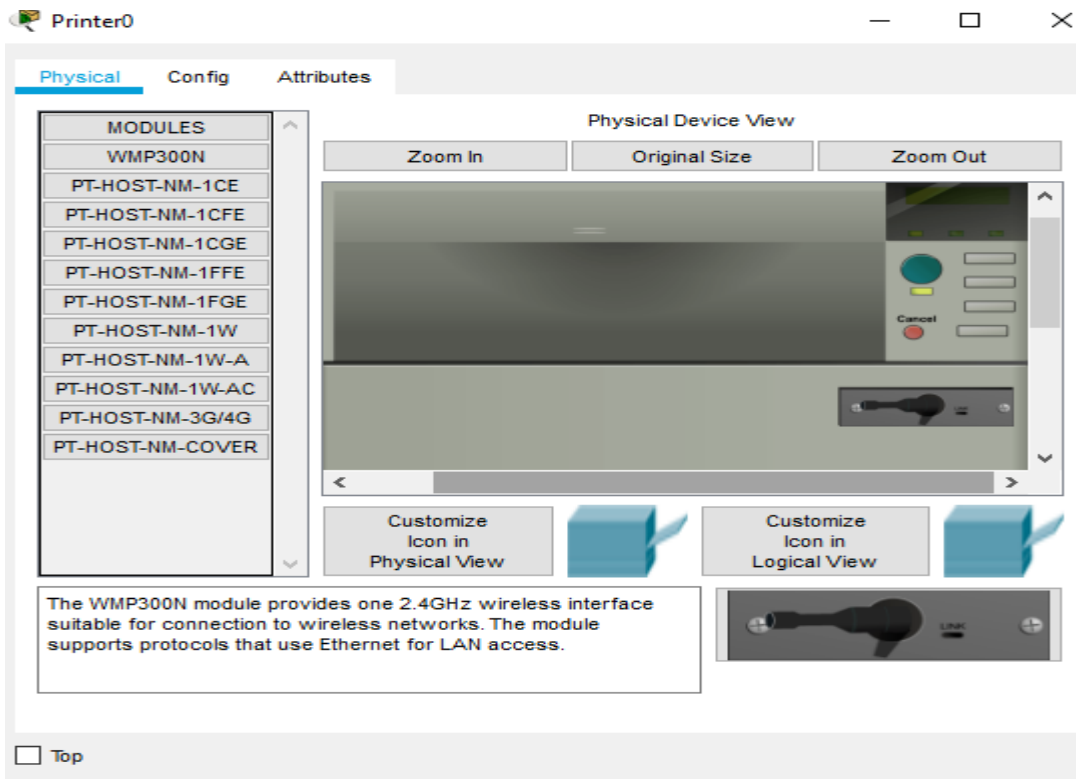 Printer0
Physical Config Attributes
MODULES
WMP300N
PT-HOST-NM-1CE
PT-HOST-NM-1CFE
PT-HOST-NM-1CGE
PT-HOST-NM-1FFE
PT-HOST-NM-1FGE
PT-HOST-NM-1W
PT-HOST-NM-1W-A
PT-HOST-NM-1W-AC
PT-HOST-NM-3G/4G
PT-HOST-NM-COVER
Physical Device View
Zoom In Original Size Zoom Out
Cancel
Customize
Icon in
Physical View
Customize
Icon in
Logical View
The WMP300N module provides one 2.4GHz wireless interface
suitable for connection to wireless networks. The module
supports protocols that use Ethernet for LAN access.
LINK
Top